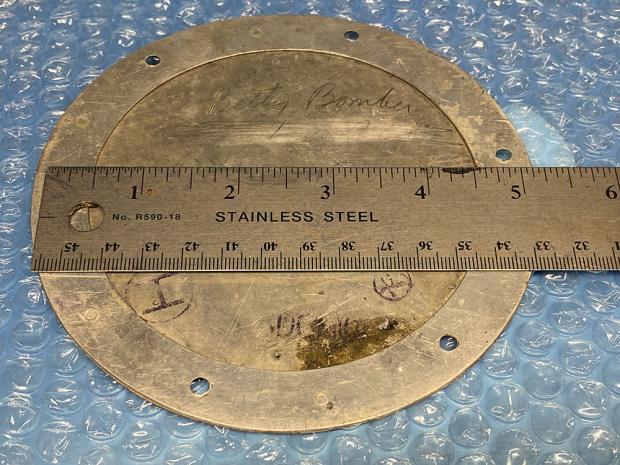 Betty Bomber
1 2 3 4 5 6
No. R590-18 STAINLESS STEEL
45 44 43 42 41 40 39 38 37 36 35 34 33 32
I